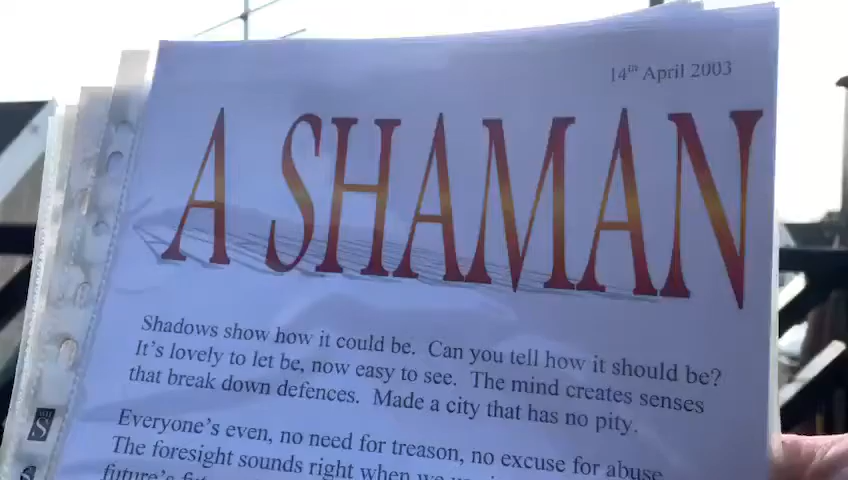 14th April 2003
A SHAMAN
Shadows show how it could be. Can you tell how it should be?
It's lovely to let be, now easy to see. The mind creates senses
that break down defences. Made a city that has no pity.
Everyone's even, no need for treason, no excuse for abuse
The foresight sounds right when we
future's